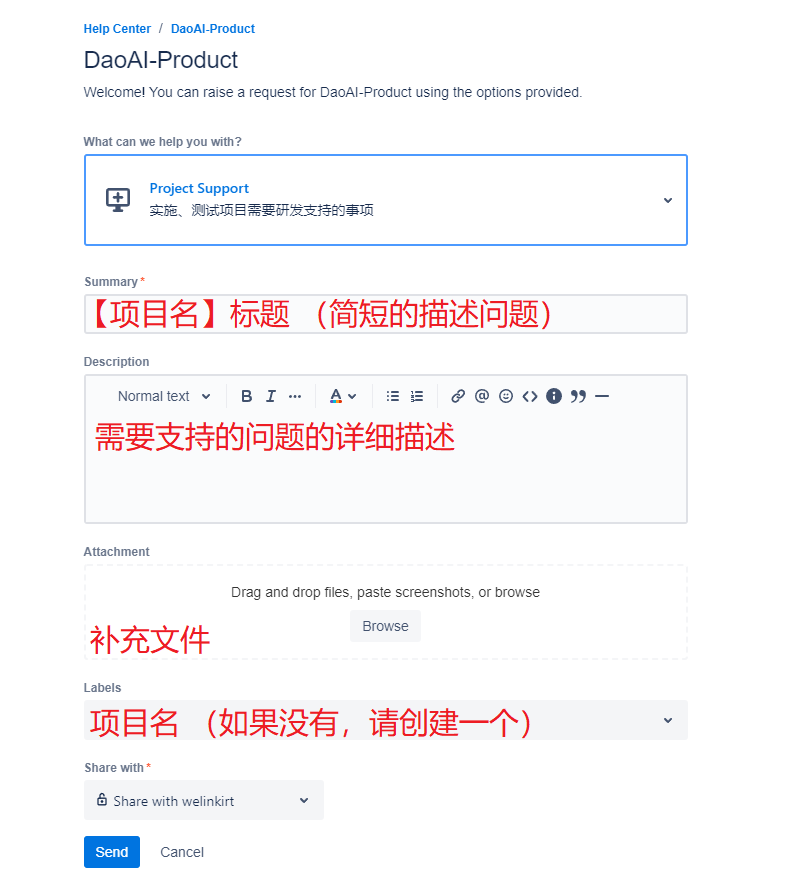 Help Center / DaoAI-Product
DaoAI-Product
Welcome! You can raise a request for DaoAI-Product using the options provided.
What can we help you with?
Project Support
实施、测试项目需要研发支持的事项
Summary*
【项目名】标题 （简短的描述问题）
Description
Normal text B I ... A
需要支持的问题的详细描述
Attachment
Drag and drop files, paste screenshots, or browse
Browse
补充文件
Labels
项目名 （如果没有，请创建一个）
Share with*
Share with welinkirt
Send Cancel